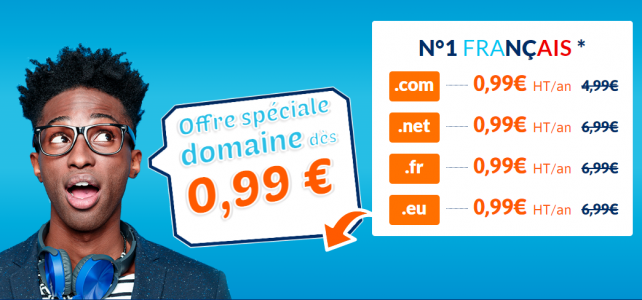 Offre spéciale
domaine dès
0,99 €
N°1 FRANÇAIS *
.com 0,99€ HT/an 4,99€
.net 0,99€ HT/an 6,99€
.fr 0,99€ HT/an 6,99€
.eu 0,99€ HT/an 6,99€